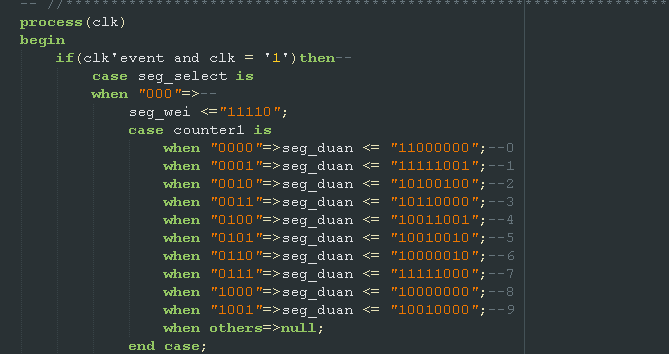 -- //**********************************************************************
process(clk)
begin
if(clk'event and clk = '1')then--
case seg_select is
when "000"=>--
seg_wei <="11110";
case counter1 is
when "0000"=>seg_duan <= "11000000";--0
when "0001"=>seg_duan <= "11111001";--1
when "0010"=>seg_duan <= "10100100";--2
when "0011"=>seg_duan <= "10110000";--3
when "0100"=>seg_duan <= "10011001";--4
when "0101"=>seg_duan <= "10010010";--5
when "0110"=>seg_duan <= "10000010";--6
when "0111"=>seg_duan <= "11111000";--7
when "1000"=>seg_duan <= "10000000";--8
when "1001"=>seg_duan <= "10010000";--9
when others=>null;
end case;